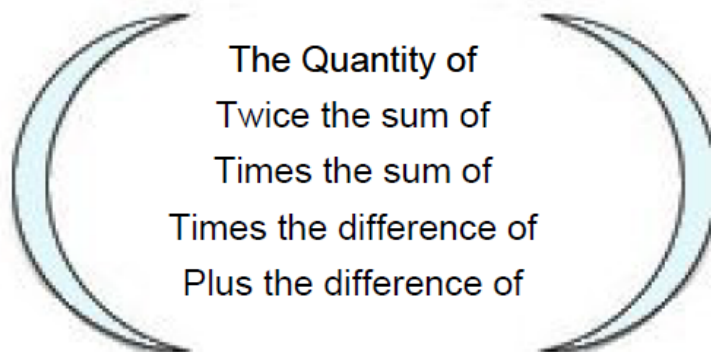 The Quantity of
Twice the sum of
Times the sum of
Times the difference of
Plus the difference of